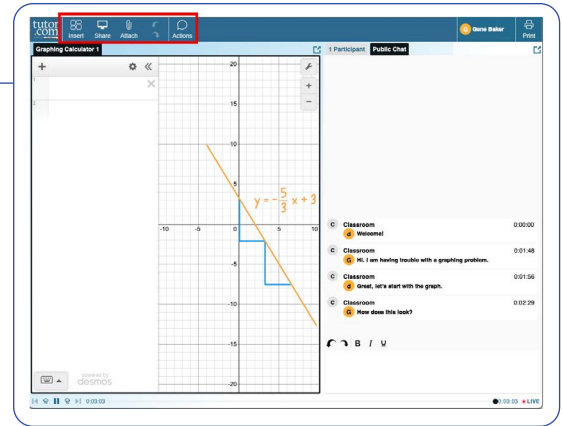 tutor
.com
Insert Share Attach Actions
G Gene Baker
Print
Graphing Calculator 1
1 Participant Public Chat
1
2
20
15
10
5
-10 -5 0 5 10
-5
-10
-15
-20
y = -5/3 x + 3
powered by
desmos
C Classroom 0:00:00
d Welcome!
C Classroom 0:01:48
G Hi. I am having trouble with a graphing problem.
C Classroom 0:01:56
d Great, let's start with the graph.
C Classroom 0:02:29
G How does this look?
B I U
0:03:03
0:03:03 LIVE